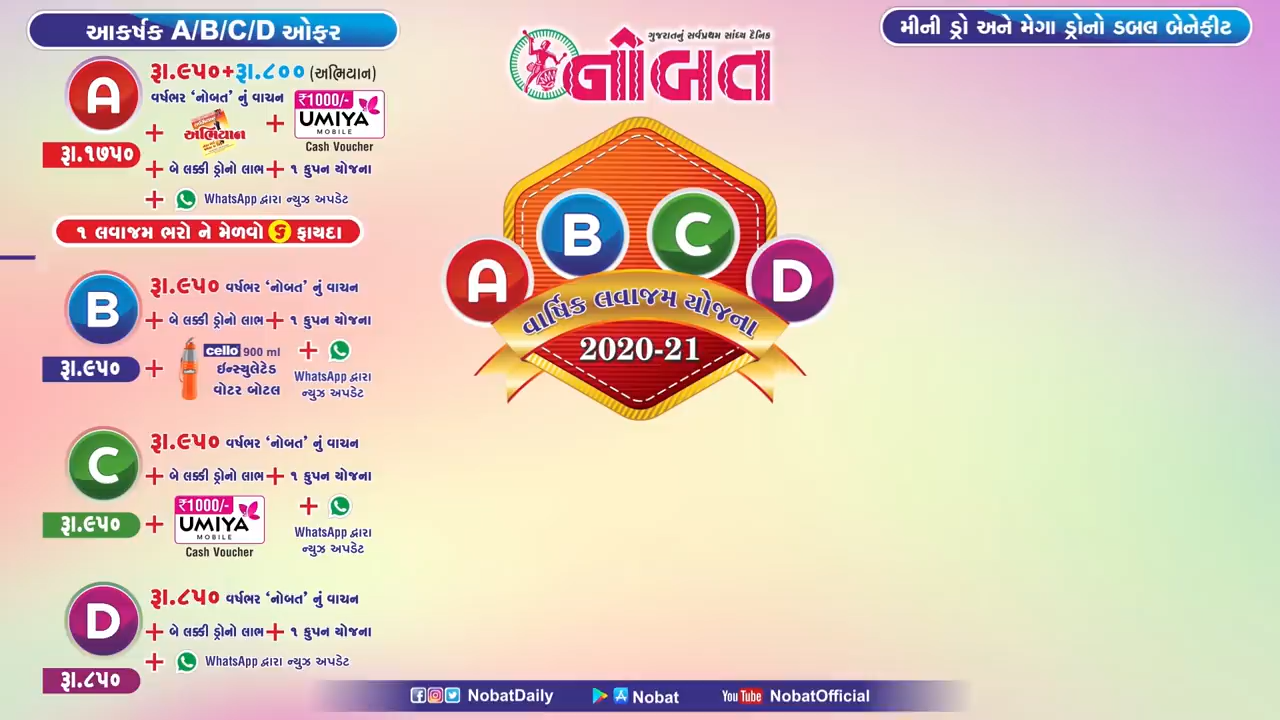 આકર્ષક A/B/C/D ઓફર
A
રૂા.૯૫૦+રૂા.૮૦૦ (અભિયાન)
વર્ષભર ‘નોબત’ નું વાચન
+ અભિયાન + ₹1000/- UMIYA MOBILE
Cash Voucher
રૂા.૧૭૫૦
+ બે લક્કી ડ્રોનો લાભ + ૧ કુપન યોજના
+ WhatsApp દ્વારા ન્યુઝ અપડેટ
૧ લવાજમ ભરો ને મેળવો ૬ ફાયદા
B
રૂા.૯૫૦ વર્ષભર ‘નોબત’ નું વાચન
+ બે લક્કી ડ્રોનો લાભ + ૧ કુપન યોજના
રૂા.૯૫૦
+ cello 900 ml
ઈન્સ્યુલેટેડ
વોટર બોટલ
+ WhatsApp દ્વારા
ન્યુઝ અપડેટ
C
રૂા.૯૫૦ વર્ષભર ‘નોબત’ નું વાચન
+ બે લક્કી ડ્રોનો લાભ + ૧ કુપન યોજના
રૂા.૯૫૦
+ ₹1000/- UMIYA MOBILE
Cash Voucher
+ WhatsApp દ્વારા
ન્યુઝ અપડેટ
D
રૂા.૮૫૦ વર્ષભર ‘નોબત’ નું વાચન
+ બે લક્કી ડ્રોનો લાભ + ૧ કુપન યોજના
+ WhatsApp દ્વારા ન્યુઝ અપડેટ
રૂા.૮૫૦
ગુજરાતનું સર્વપ્રથમ સાંધ્ય દૈનિક
નોબત
A B C D
વાર્ષિક લવાજમ યોજના
2020-21
મીની ડ્રો અને મેગા ડ્રોનો ડબલ બેનેફીટ
NobatDaily Nobat YouTube NobatOfficial